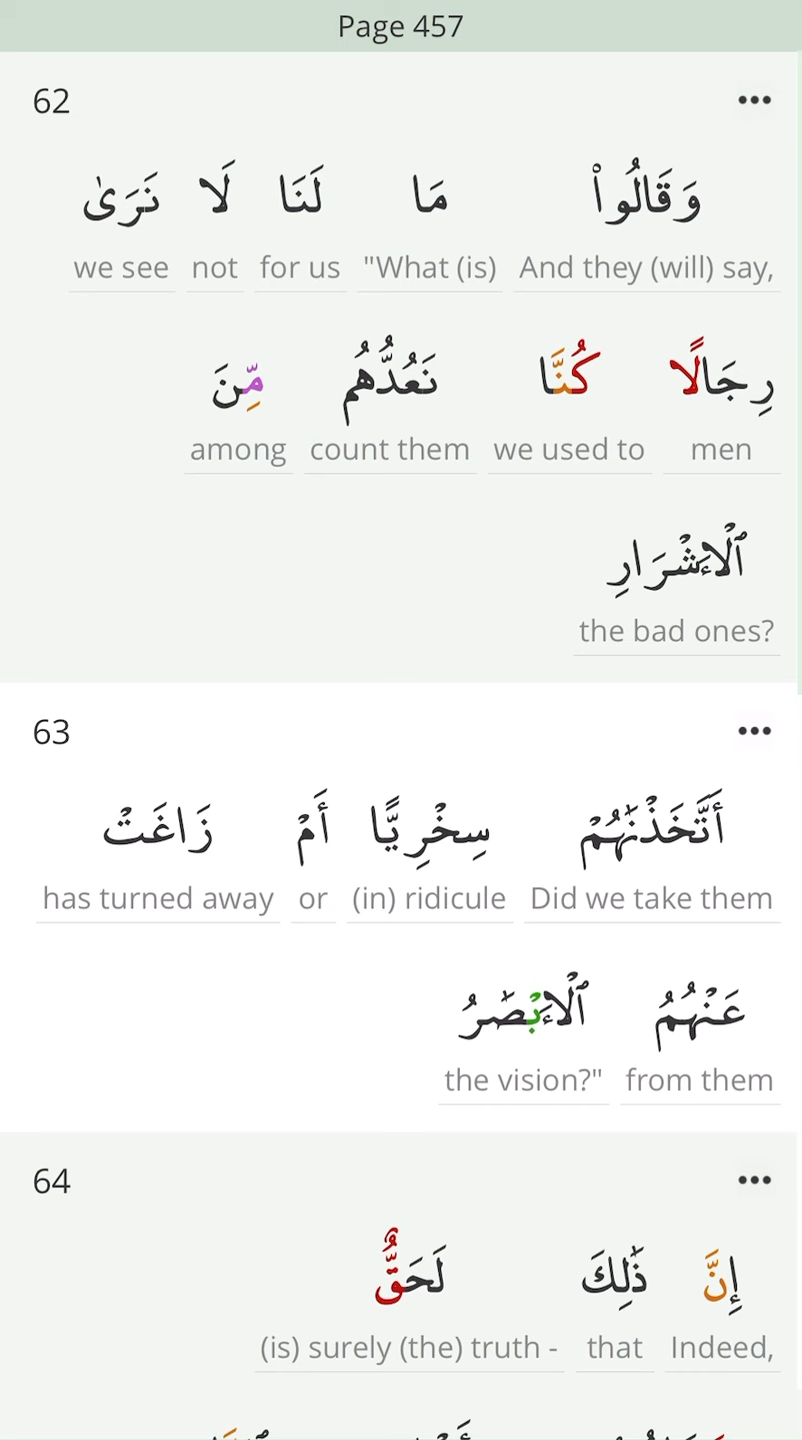 Page 457
62
وَقَالُوا۟ مَا لَنَا لَا نَرَىٰ
we see not for us "What (is) And they (will) say,
رِجَالًا كُنَّا نَعُدُّهُم مِّنَ
among count them we used to men
ٱلْأَشْرَارِ
the bad ones?
63
أَتَّخَذْنَٰهُمْ سِخْرِيًّا أَمْ زَاغَتْ
has turned away or (in) ridicule Did we take them
عَنْهُمُ ٱلْأَبْصَٰرُ
the vision?" from them
64
إِنَّ ذَٰلِكَ لَحَقٌّ
(is) surely (the) truth - that Indeed,